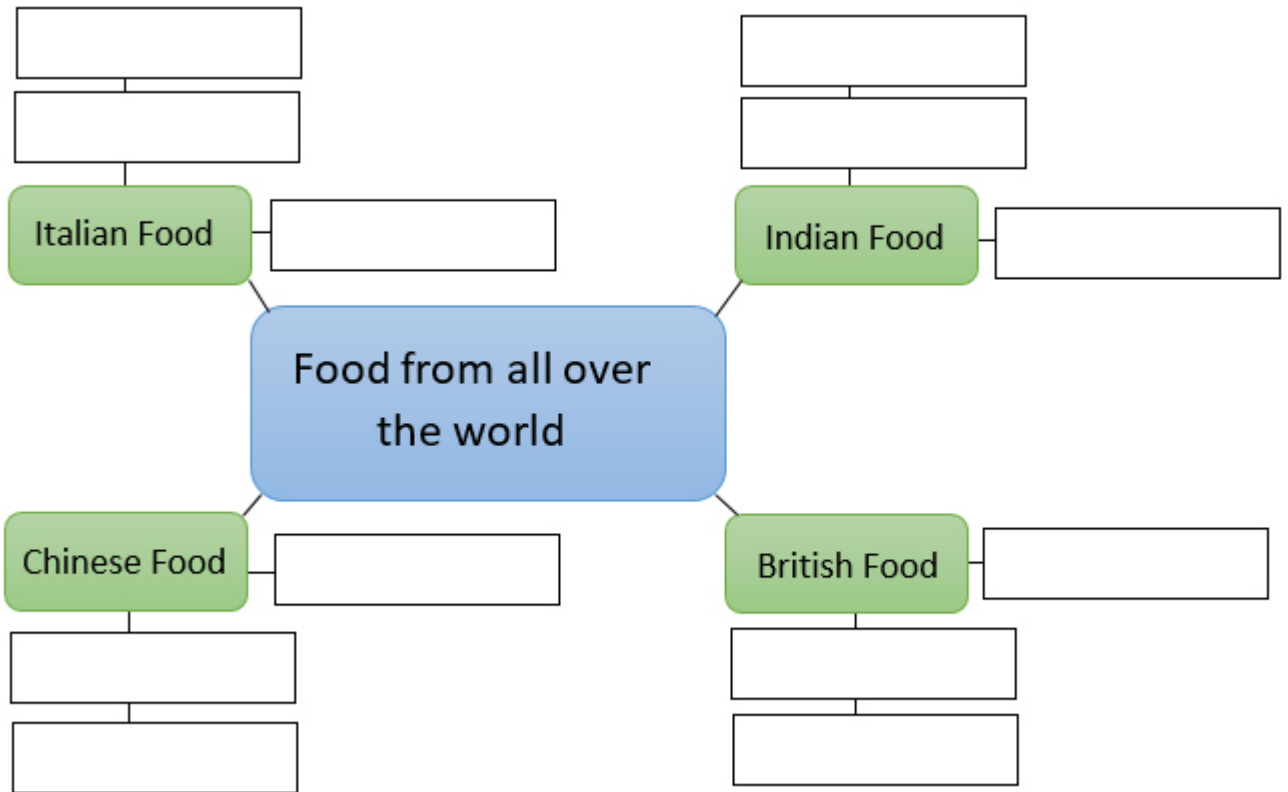 Italian Food
Indian Food
Food from all over
the world
Chinese Food
British Food